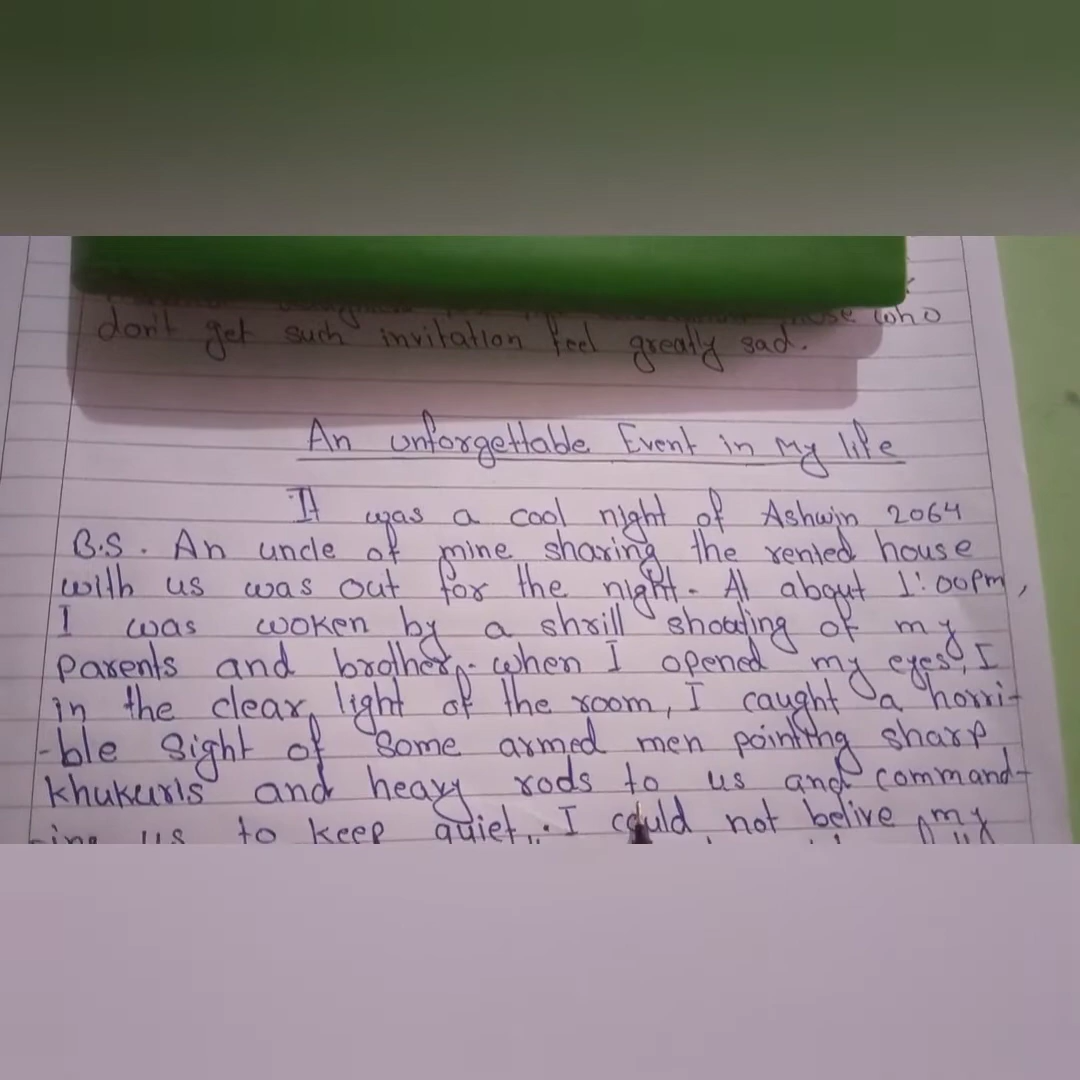 who
don't get such invitation feel greatly sad.
An unforgettable Event in my life
It was a cool night of Ashwin 2064
B.S. An uncle of mine sharing the rented house
with us was out for the night. At about 1:00pm,
I was woken by a shrill shouting of my
parents and brother. when I opened my eyes, I
in the clear light of the room, I caught a horri-
-ble sight of some armed men pointing sharp
khukuris and heavy rods to us and command-
-ing us to keep quiet. I could not belive my